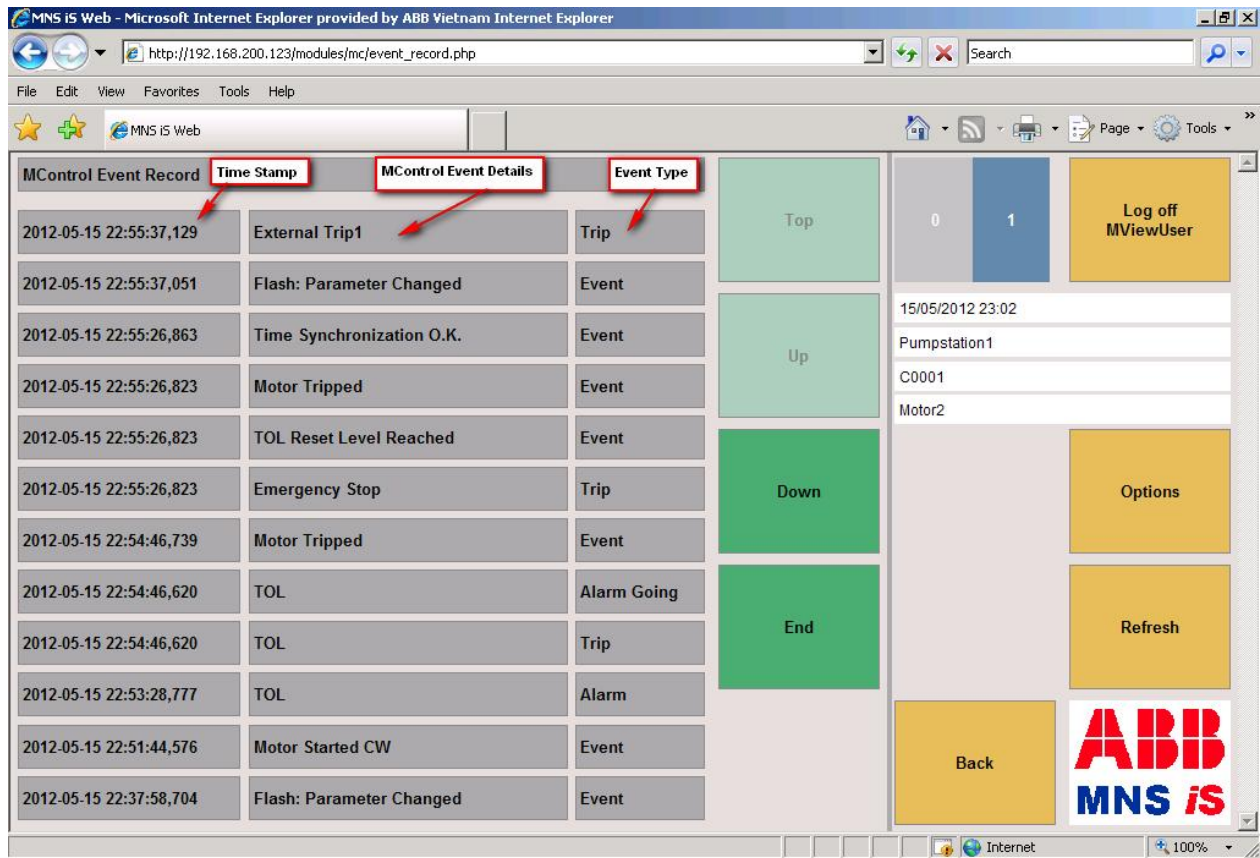 MNS iS Web - Microsoft Internet Explorer provided by ABB Vietnam Internet Explorer
http://192.168.200.123/modules/mc/event_record.php
Search
File Edit View Favorites Tools Help
MNS iS Web
Page Tools »
MControl Event Record Time Stamp MControl Event Details Event Type
2012-05-15 22:55:37,129 External Trip1 Trip
2012-05-15 22:55:37,051 Flash: Parameter Changed Event
2012-05-15 22:55:26,863 Time Synchronization O.K. Event
2012-05-15 22:55:26,823 Motor Tripped Event
2012-05-15 22:55:26,823 TOL Reset Level Reached Event
2012-05-15 22:55:26,823 Emergency Stop Trip
2012-05-15 22:54:46,739 Motor Tripped Event
2012-05-15 22:54:46,620 TOL Alarm Going
2012-05-15 22:54:46,620 TOL Trip
2012-05-15 22:53:28,777 TOL Alarm
2012-05-15 22:51:44,576 Motor Started CW Event
2012-05-15 22:37:58,704 Flash: Parameter Changed Event
Top
Up
Down
End
0 1
Log off
MViewUser
15/05/2012 23:02
Pumpstation1
C0001
Motor2
Options
Refresh
Back
ABB
MNS iS
Internet
100%